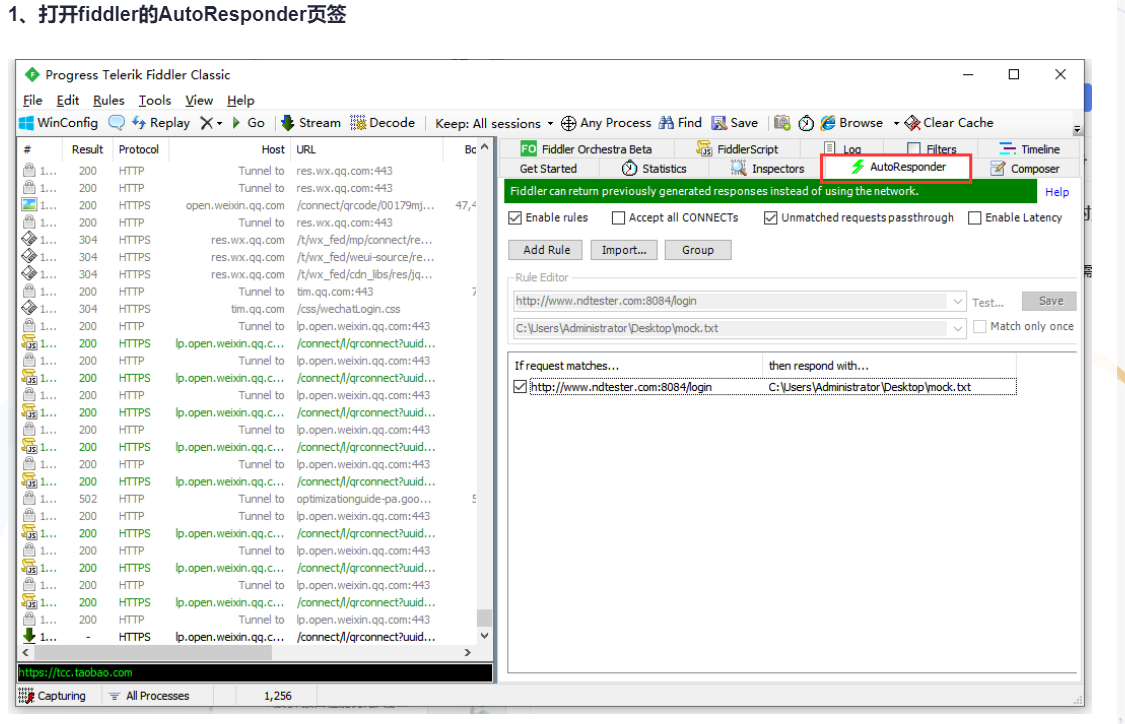 1、打开fiddler的AutoResponder页签
Progress Telerik Fiddler Classic
File Edit Rules Tools View Help
WinConfig Replay Go Stream Decode Keep: All sessions Any Process Find Save Browse Clear Cache
# Result Protocol Host URL
1... 200 HTTP Tunnel to res.wx.qq.com:443
1... 200 HTTP Tunnel to res.wx.qq.com:443
1... 200 HTTPS open.weixin.qq.com /connect/qrcode/00179mj... 47,4
1... 200 HTTP Tunnel to res.wx.qq.com:443
1... 304 HTTPS res.wx.qq.com /t/wx_fed/mp/connect/re...
1... 304 HTTPS res.wx.qq.com /t/wx_fed/weui-source/re...
1... 304 HTTPS res.wx.qq.com /t/wx_fed/cdn_libs/res/jq...
1... 200 HTTP Tunnel to tim.qq.com:443 7
1... 304 HTTPS tim.qq.com /css/wechatLogin.css
1... 200 HTTP Tunnel to lp.open.weixin.qq.com:443
1... 200 HTTPS lp.open.weixin.qq.c... /connect/l/qrconnect?uuid...
1... 200 HTTP Tunnel to lp.open.weixin.qq.com:443
1... 200 HTTPS lp.open.weixin.qq.c... /connect/l/qrconnect?uuid...
1... 200 HTTP Tunnel to lp.open.weixin.qq.com:443
1... 200 HTTPS lp.open.weixin.qq.c... /connect/l/qrconnect?uuid...
1... 200 HTTP Tunnel to lp.open.weixin.qq.com:443
1... 200 HTTPS lp.open.weixin.qq.c... /connect/l/qrconnect?uuid...
1... 200 HTTP Tunnel to lp.open.weixin.qq.com:443
1... 200 HTTPS lp.open.weixin.qq.c... /connect/l/qrconnect?uuid...
1... 502 HTTP Tunnel to optimizationguide-pa.goo... 5
1... 200 HTTP Tunnel to lp.open.weixin.qq.com:443
1... 200 HTTPS lp.open.weixin.qq.c... /connect/l/qrconnect?uuid...
1... 200 HTTP Tunnel to lp.open.weixin.qq.com:443
1... 200 HTTPS lp.open.weixin.qq.c... /connect/l/qrconnect?uuid...
1... 200 HTTP Tunnel to lp.open.weixin.qq.com:443
1... 200 HTTPS lp.open.weixin.qq.c... /connect/l/qrconnect?uuid...
1... 200 HTTP Tunnel to lp.open.weixin.qq.com:443
1... - HTTPS lp.open.weixin.qq.c... /connect/l/qrconnect?uuid...
https://tcc.taobao.com
Capturing All Processes 1,256
FO Fiddler Orchestra Beta FiddlerScript Log Filters Timeline
Get Started Statistics Inspectors AutoResponder Composer
Fiddler can return previously generated responses instead of using the network. Help
Enable rules Accept all CONNECTs Unmatched requests passthrough Enable Latency
Add Rule Import... Group
Rule Editor
http://www.ndtester.com:8084/login Test... Save
C:\Users\Administrator\Desktop\mock.txt Match only once
If request matches... then respond with...
http://www.ndtester.com:8084/login C:\Users\Administrator\Desktop\mock.txt